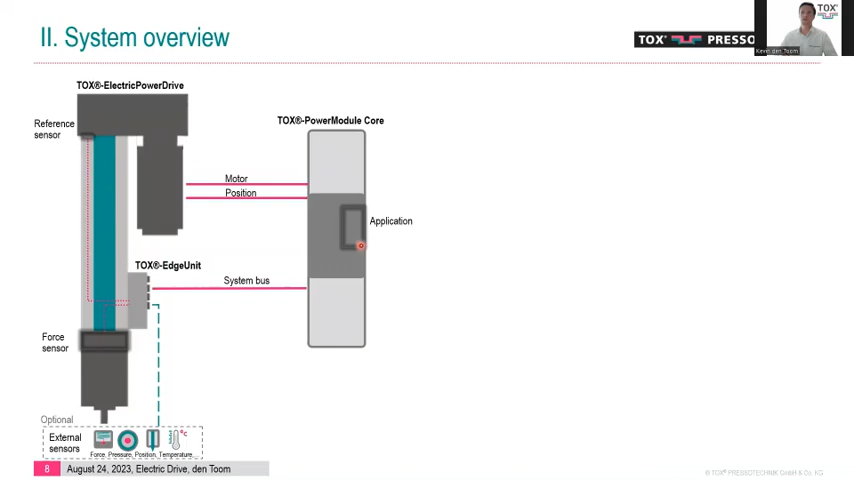 II. System overview
TOX® PRESSO
TOX®
Kevin den Toom
TOX®-ElectricPowerDrive
Reference
sensor
TOX®-PowerModule Core
Motor
Position
Application
TOX®-EdgeUnit
System bus
Force
sensor
Optional
External
sensors
°C
Force, Pressure, Position, Temperature...
8 August 24, 2023, Electric Drive, den Toom
© TOX® PRESSOTECHNIK GmbH & Co. KG